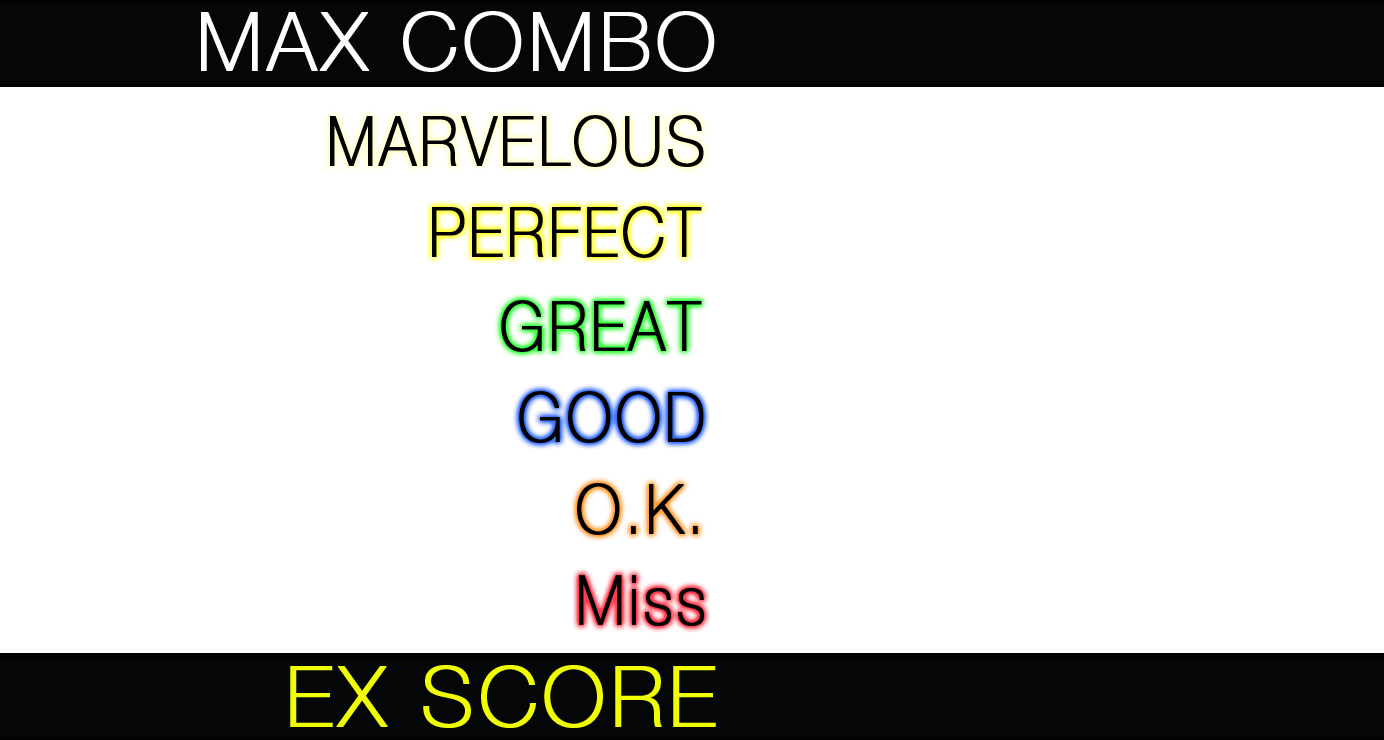 MAX COMBO
MARVELOUS
PERFECT
GREAT
GOOD
O.K.
Miss
EX SCORE